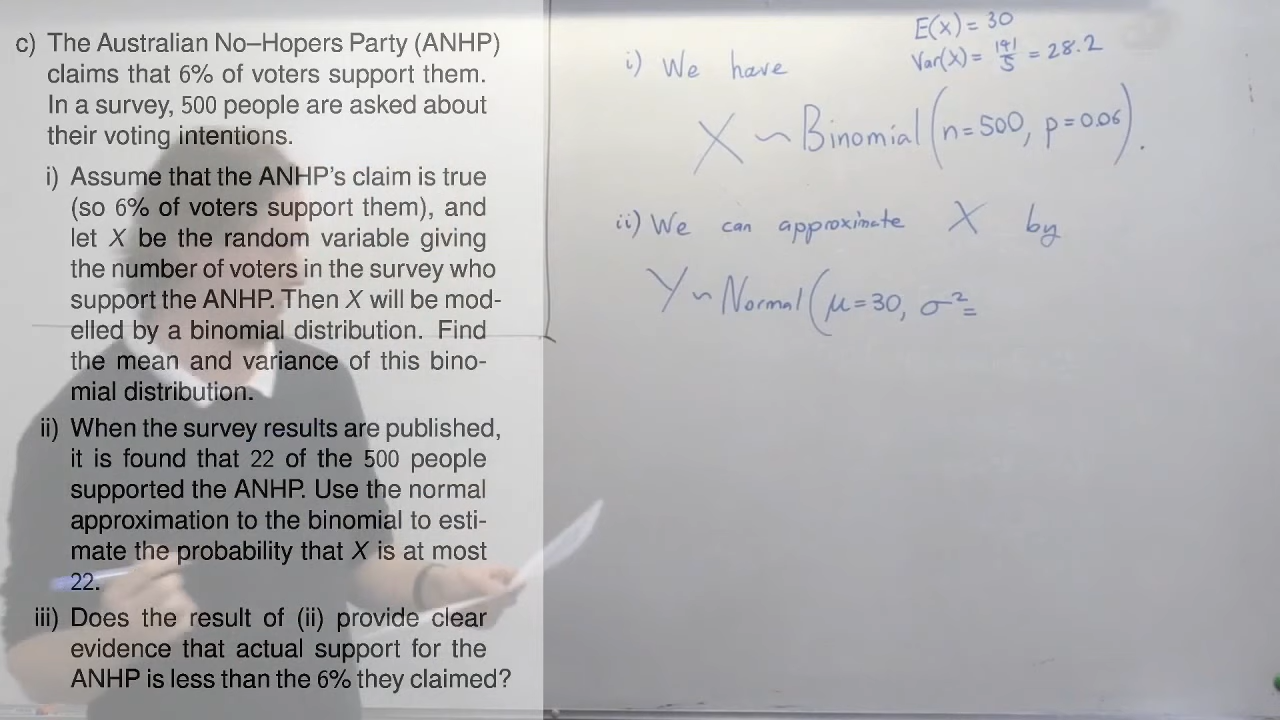 c) The Australian No–Hopers Party (ANHP)
claims that 6% of voters support them.
In a survey, 500 people are asked about
their voting intentions.
i) Assume that the ANHP's claim is true
(so 6% of voters support them), and
let X be the random variable giving
the number of voters in the survey who
support the ANHP. Then X will be mod-
elled by a binomial distribution. Find
the mean and variance of this bino-
mial distribution.
ii) When the survey results are published,
it is found that 22 of the 500 people
supported the ANHP. Use the normal
approximation to the binomial to esti-
mate the probability that X is at most
22.
iii) Does the result of (ii) provide clear
evidence that actual support for the
ANHP is less than the 6% they claimed?
E(X) = 30
Var(X) = 141/5 = 28.2
i) We have
X ~ Binomial (n=500, p=0.06).
ii) We can approximate X by
Y ~ Normal (μ=30, σ²=